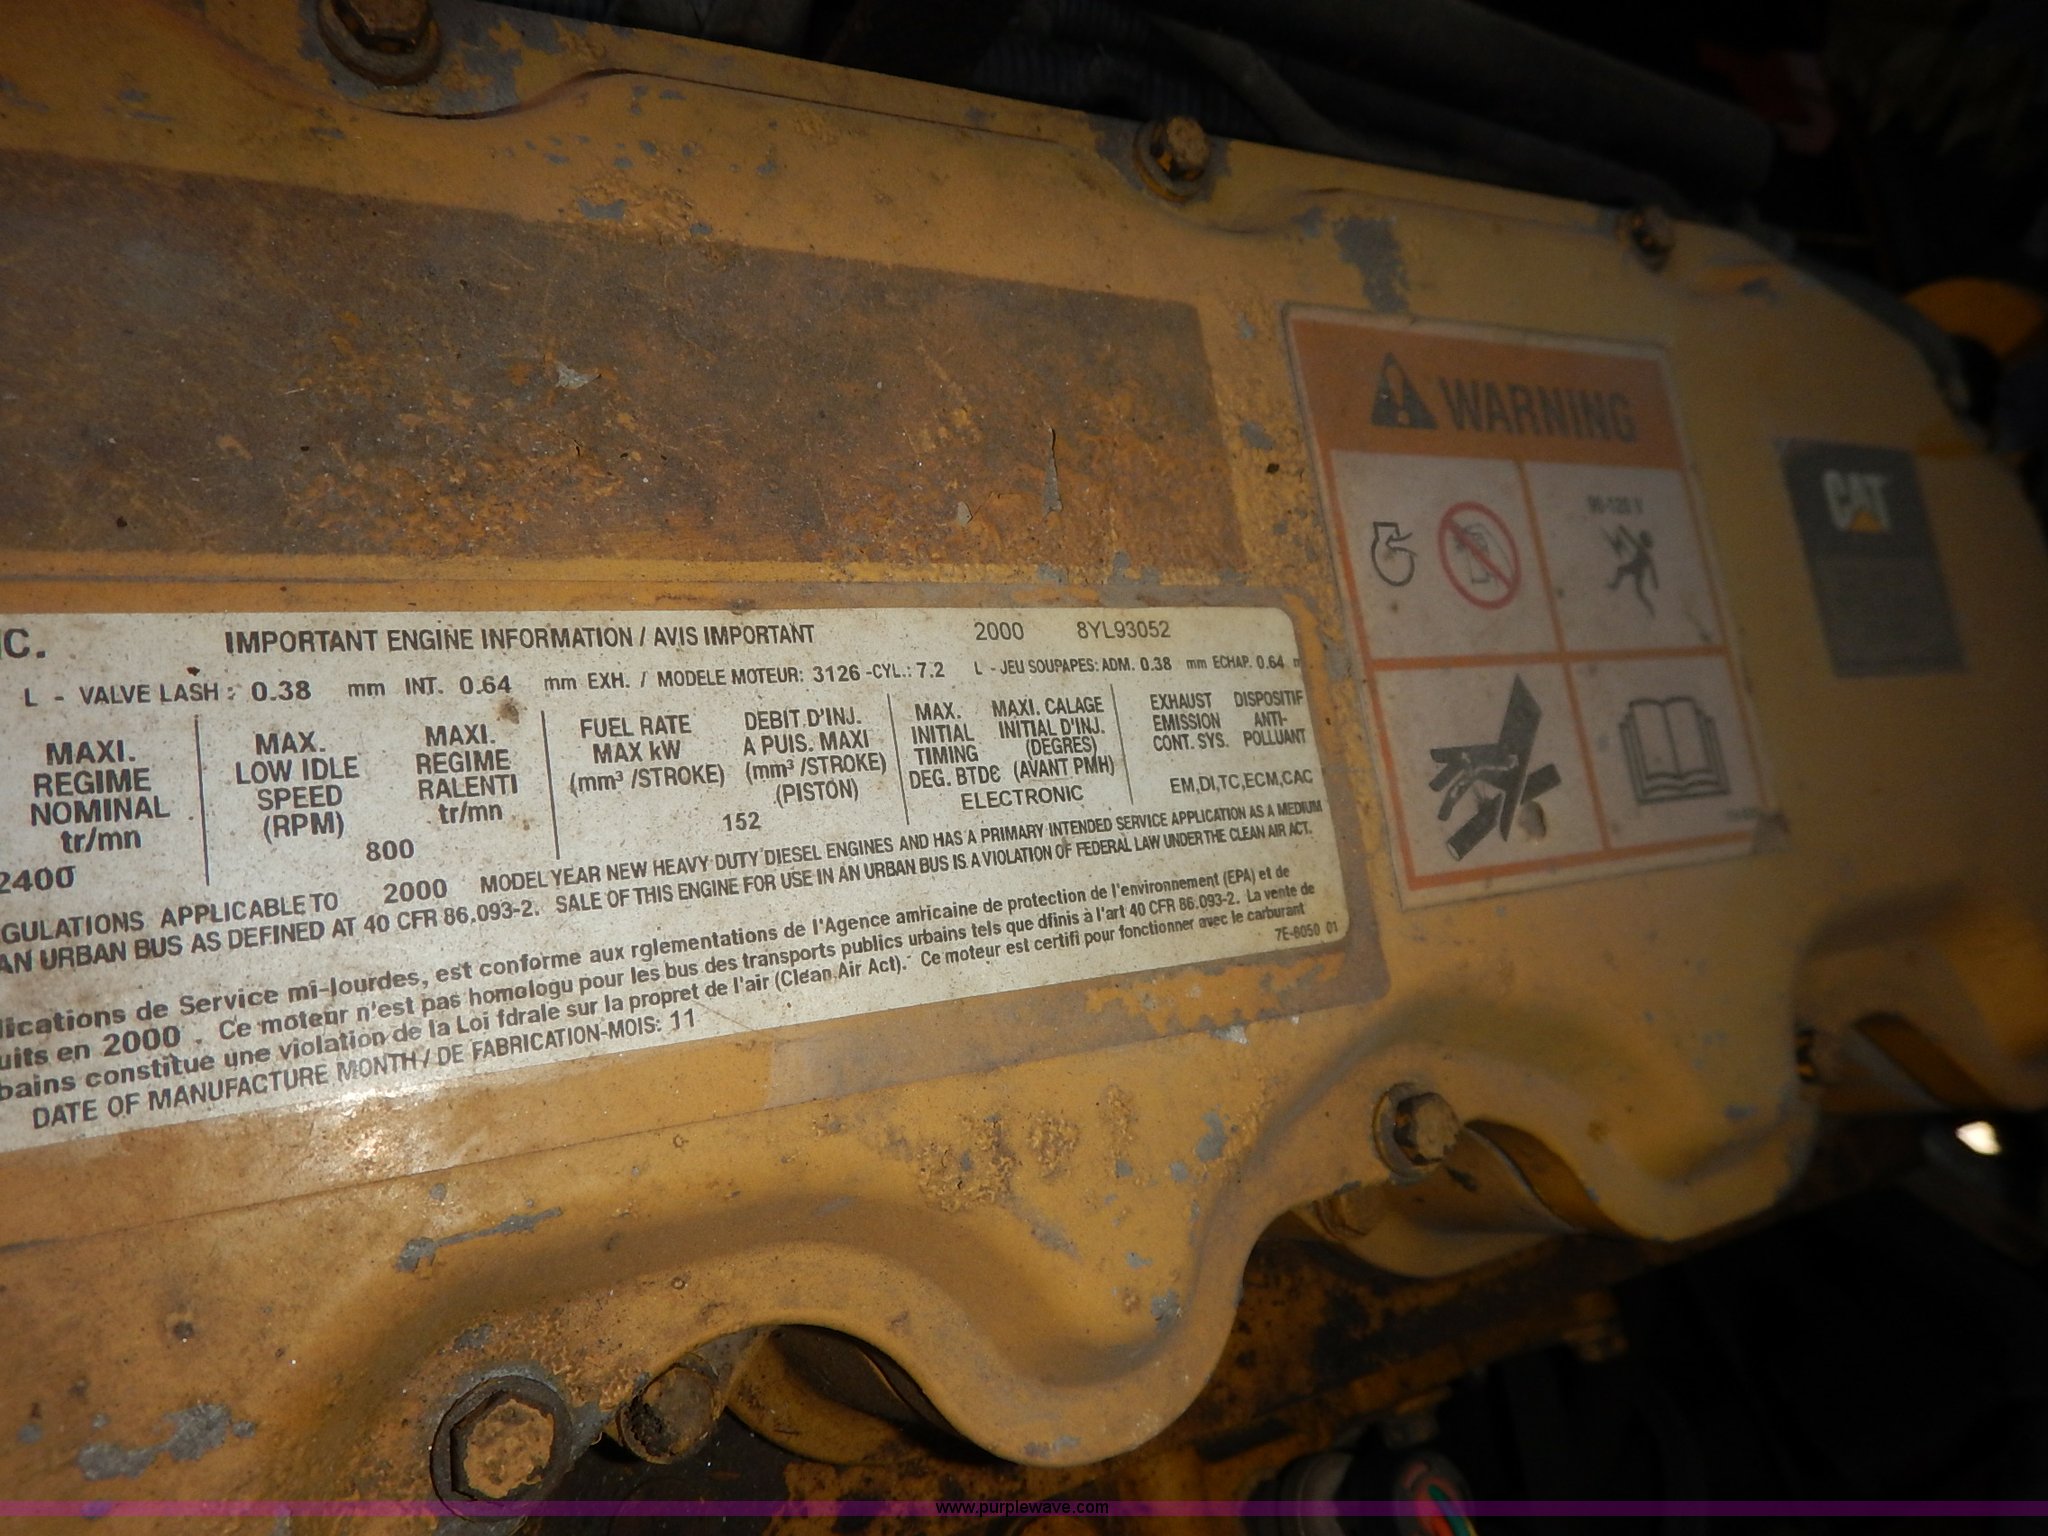 C.
IMPORTANT ENGINE INFORMATION / AVIS IMPORTANT 2000 8YL93052
L - VALVE LASH : 0.38 mm INT. 0.64 mm EXH. / MODELE MOTEUR: 3126 -CYL.: 7.2 L - JEU SOUPAPES: ADM. 0.38 mm ECHAP. 0.64
MAXI.
REGIME
NOMINAL
tr/mn
2400
MAX.
LOW IDLE
SPEED
(RPM)
MAXI.
REGIME
RALENTI
tr/mn
800
FUEL RATE
MAX kW
(mm³ /STROKE)
DEBIT D'INJ.
A PUIS. MAXI
(mm³ /STROKE)
(PISTON)
152
MAX.
INITIAL
TIMING
DEG. BTDC
MAXI. CALAGE
INITIAL D'INJ.
(DEGRES)
(AVANT PMH)
ELECTRONIC
EXHAUST
EMISSION
CONT. SYS.
DISPOSITIF
ANTI-
POLLUANT
EM,DI,TC,ECM,CAC
GULATIONS APPLICABLE TO 2000 MODEL YEAR NEW HEAVY DUTY DIESEL ENGINES AND HAS A PRIMARY INTENDED SERVICE APPLICATION AS A MEDIUM
AN URBAN BUS AS DEFINED AT 40 CFR 86.093-2. SALE OF THIS ENGINE FOR USE IN AN URBAN BUS IS A VIOLATION OF FEDERAL LAW UNDER THE CLEAN AIR ACT.
lications de Service mi-lourdes, est conforme aux rglementations de l'Agence amricaine de protection de l'environnement (EPA) et de
uits en 2000 . Ce moteur n'est pas homologu pour les bus des transports publics urbains tels que dfinis à l'art 40 CFR 86.093-2. La vente de
bains constitue une violation de la Loi fdrale sur la propret de l'air (Clean Air Act). Ce moteur est certifi pour fonctionner avec le carburant
DATE OF MANUFACTURE MONTH / DE FABRICATION-MOIS: 11
7E-6050 01
WARNING
90-120 V
CAT
www.purplewave.com